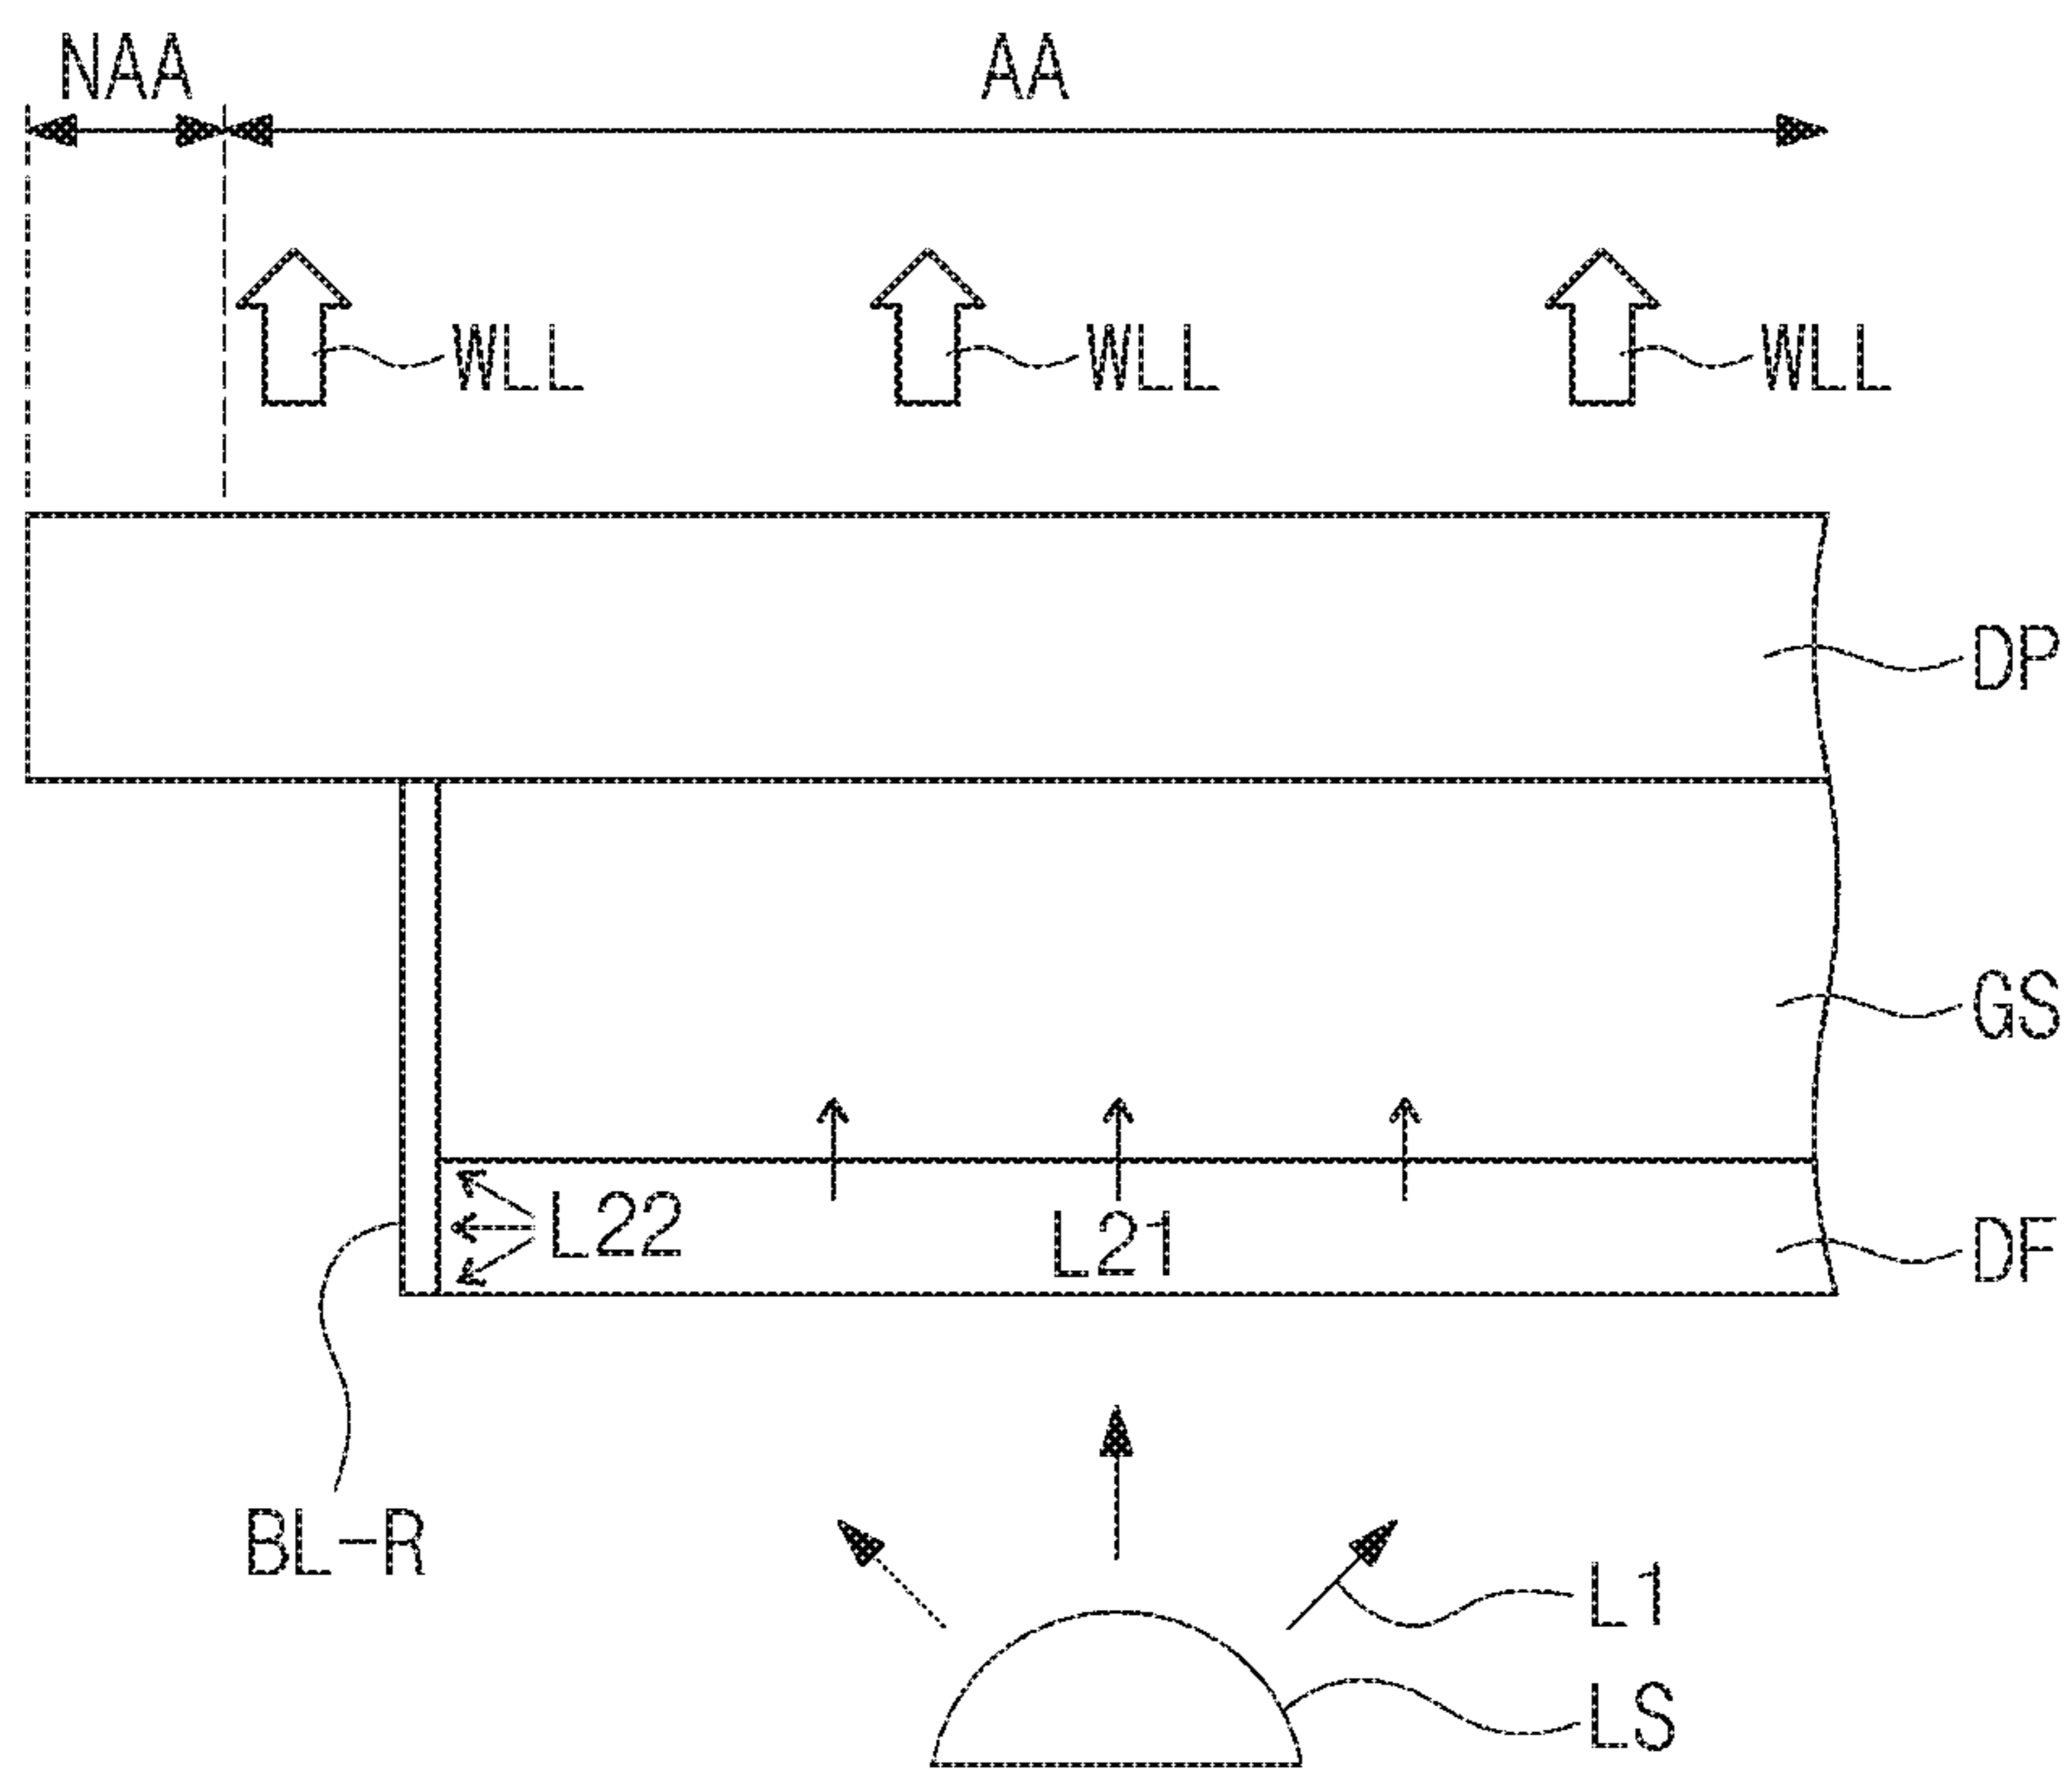 NAA AA
WLL WLL WLL
DP
GS
L22 L21 DF
BL-R
L1
LS